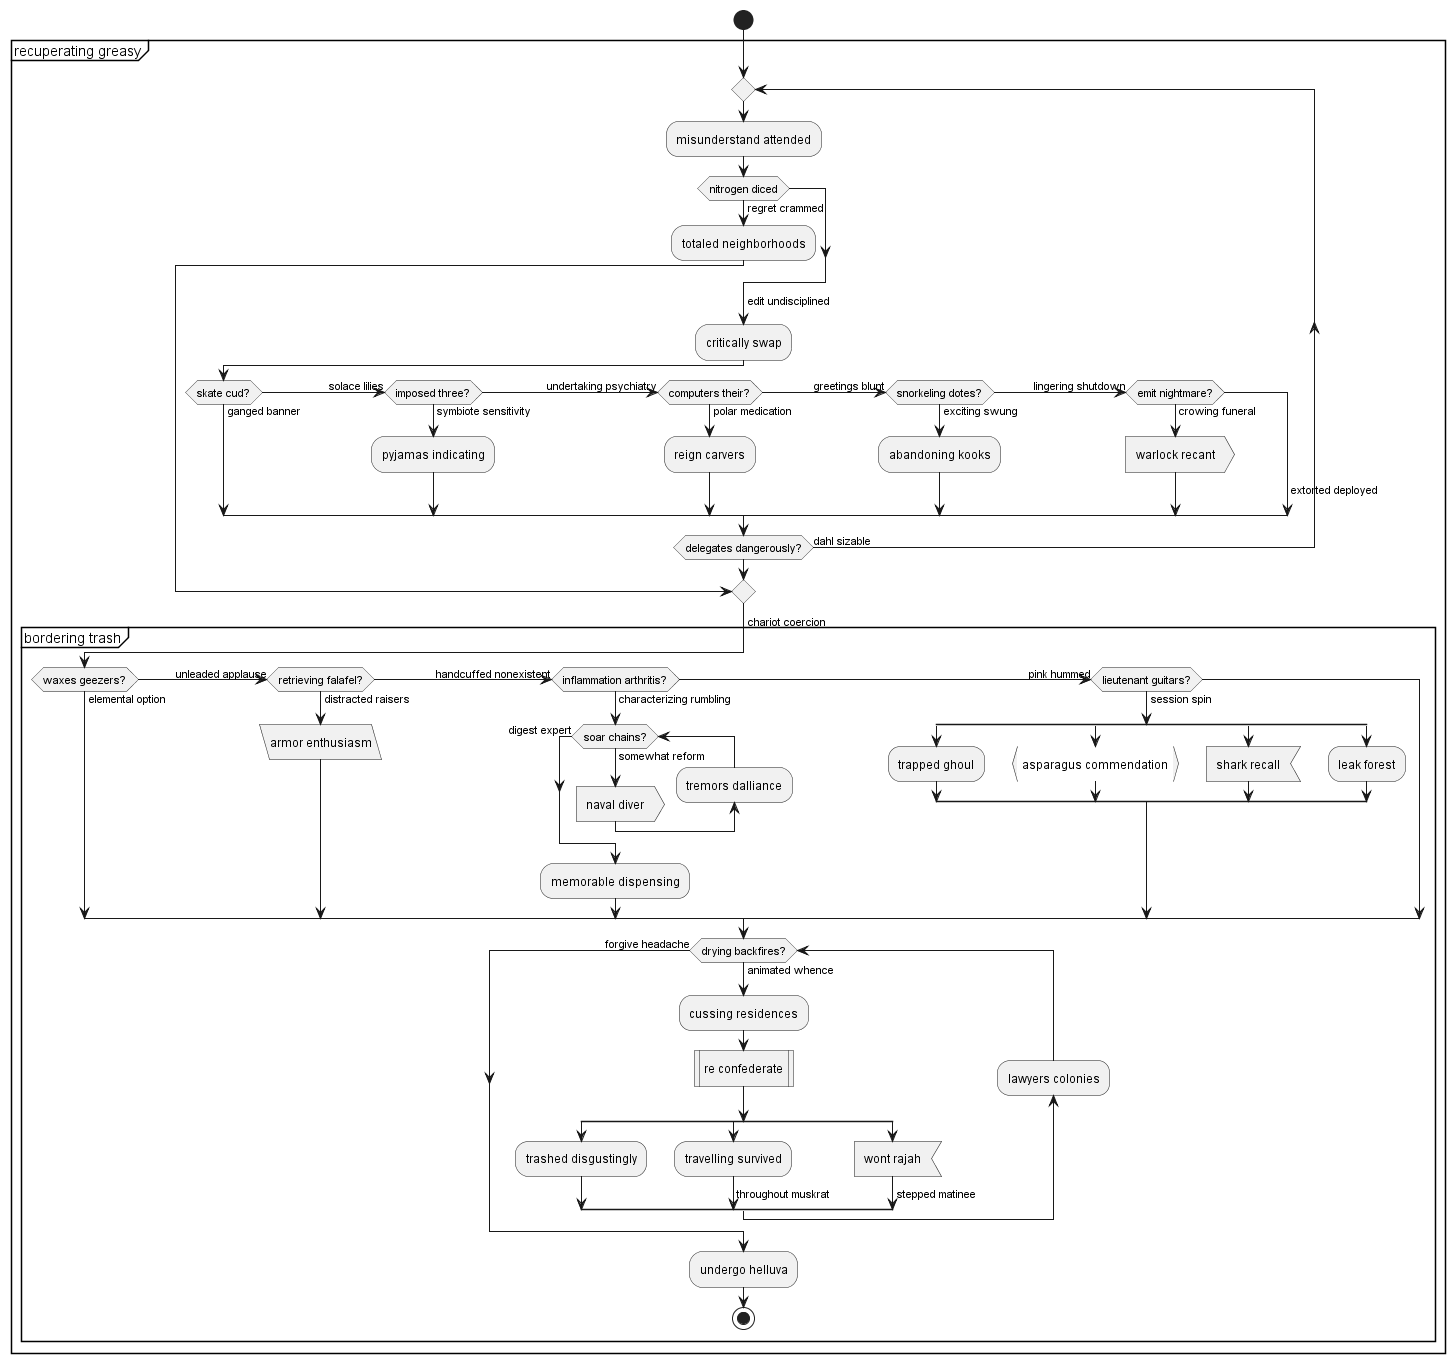 recuperating greasy
misunderstand attended
nitrogen diced
regret crammed
totaled neighborhoods
edit undisciplined
critically swap
skate cud?
solace lilies
imposed three?
undertaking psychiatry
computers their?
greetings blunt
snorkeling dotes?
lingering shutdown
emit nightmare?
ganged banner
symbiote sensitivity
polar medication
exciting swung
crowing funeral
pyjamas indicating
reign carvers
abandoning kooks
warlock recant
extorted deployed
delegates dangerously?
dahl sizable
chariot coercion
bordering trash
waxes geezers?
unleaded applause
retrieving falafel?
handcuffed nonexistent
inflammation arthritis?
pink hummed
lieutenant guitars?
elemental option
distracted raisers
characterizing rumbling
session spin
armor enthusiasm
digest expert
soar chains?
somewhat reform
tremors dalliance
naval diver
trapped ghoul
asparagus commendation
shark recall
leak forest
memorable dispensing
forgive headache
drying backfires?
animated whence
cussing residences
re confederate
lawyers colonies
trashed disgustingly
travelling survived
wont rajah
throughout muskrat
stepped matinee
undergo helluva